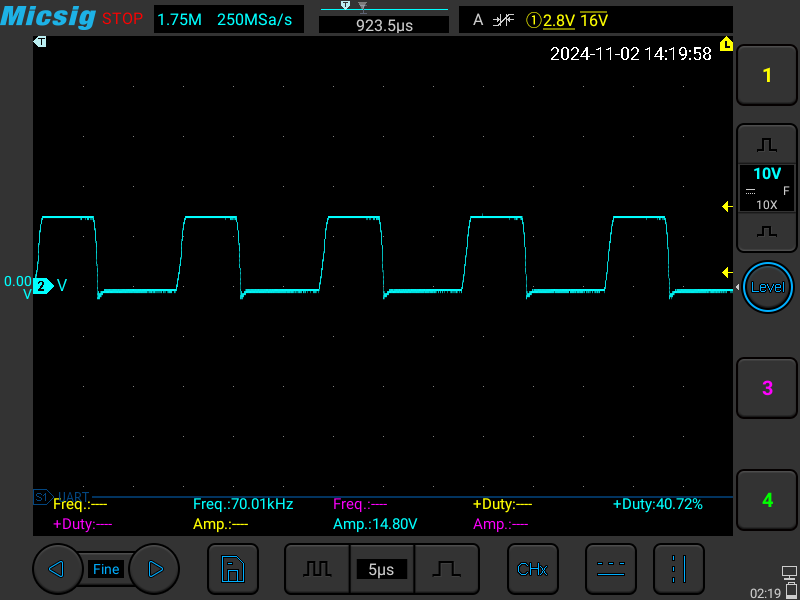 Micsig STOP 1.75M 250MSa/s 923.5µs A ①2.8V 16V
T
L
2024-11-02 14:19:58
1
10V
F
10X
0.00 V
2 V
Level
3
S1 UART
Freq.:---- Freq.:70.01kHz Freq.:---- +Duty:---- +Duty:40.72%
+Duty:---- Amp.:---- Amp.:14.80V Amp.:----
4
Fine 5µs CHx
02:19